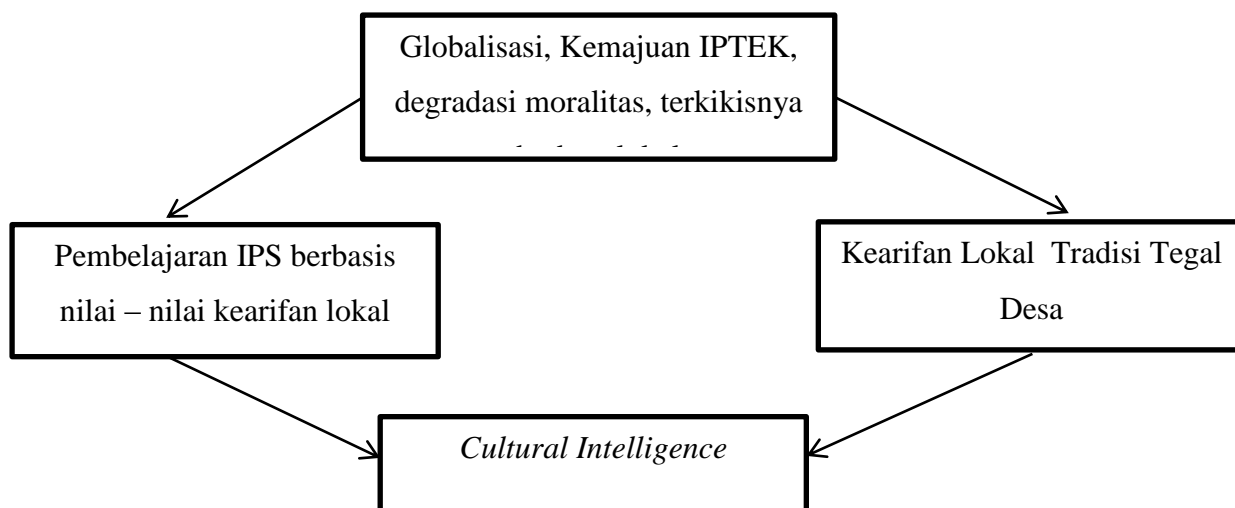 Globalisasi, Kemajuan IPTEK,
degradasi moralitas, terkikisnya
Pembelajaran IPS berbasis
nilai – nilai kearifan lokal
Kearifan Lokal  Tradisi Tegal
Desa
Cultural Intelligence